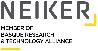 NEIKER
MEMBER OF
BASQUE RESEARCH
& TECHNOLOGY ALLIANCE